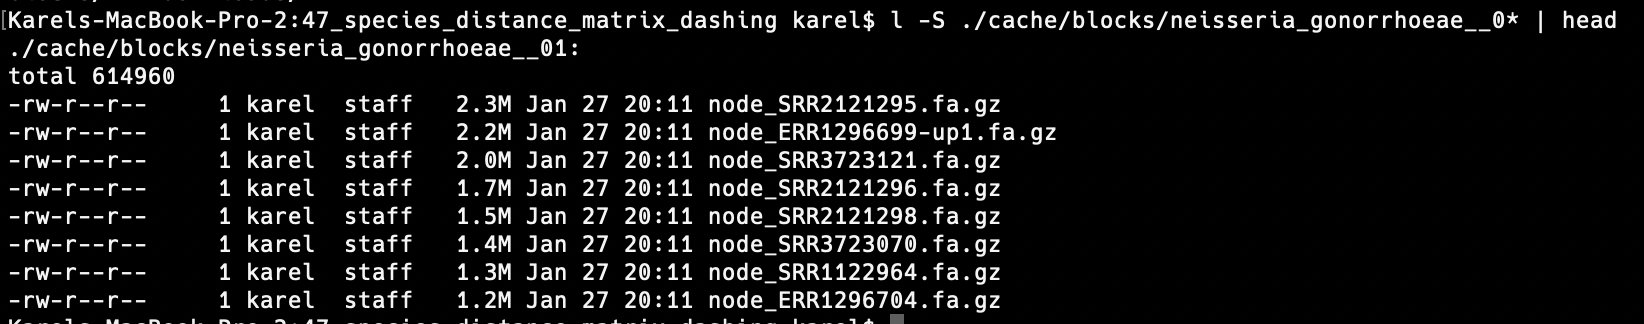 [Karels-MacBook-Pro-2:47_species_distance_matrix_dashing karel$ l -S ./cache/blocks/neisseria_gonorrhoeae__0* | head
./cache/blocks/neisseria_gonorrhoeae__01:
total 614960
-rw-r--r--     1 karel  staff   2.3M Jan 27 20:11 node_SRR2121295.fa.gz
-rw-r--r--     1 karel  staff   2.2M Jan 27 20:11 node_ERR1296699-up1.fa.gz
-rw-r--r--     1 karel  staff   2.0M Jan 27 20:11 node_SRR3723121.fa.gz
-rw-r--r--     1 karel  staff   1.7M Jan 27 20:11 node_SRR2121296.fa.gz
-rw-r--r--     1 karel  staff   1.5M Jan 27 20:11 node_SRR2121298.fa.gz
-rw-r--r--     1 karel  staff   1.4M Jan 27 20:11 node_SRR3723070.fa.gz
-rw-r--r--     1 karel  staff   1.3M Jan 27 20:11 node_SRR1122964.fa.gz
-rw-r--r--     1 karel  staff   1.2M Jan 27 20:11 node_ERR1296704.fa.gz
Karels-MacBook-Pro-2:47_species_distance_matrix_dashing karel$